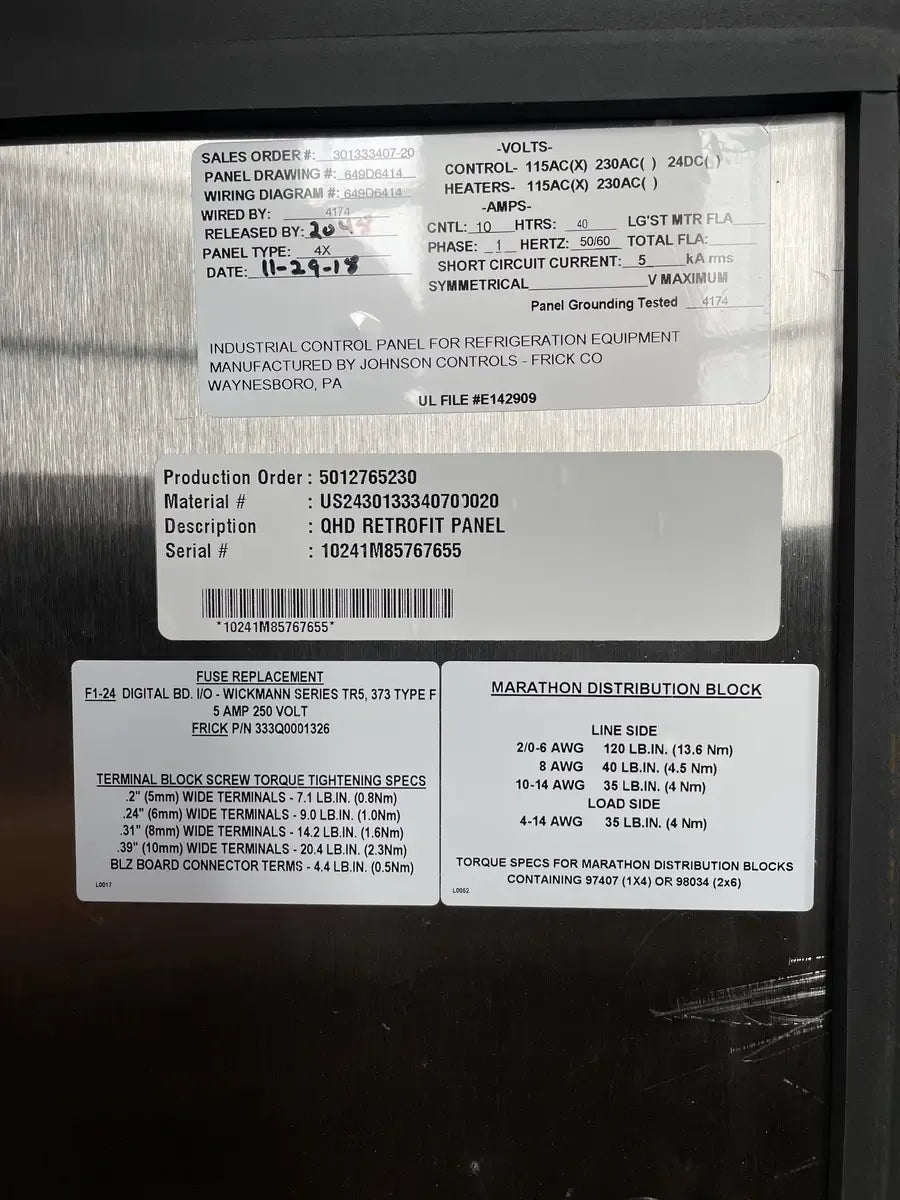 SALES ORDER #: 301333407-20
PANEL DRAWING #: 649D6414
WIRING DIAGRAM #: 649D6414
WIRED BY: 4174
RELEASED BY:
PANEL TYPE: 4X
DATE: 11-29-18
-VOLTS-
CONTROL- 115AC(X) 230AC( ) 24DC( )
HEATERS- 115AC(X) 230AC( )
-AMPS-
CNTL: 10 HTRS: 40 LG'ST MTR FLA
PHASE: 1 HERTZ: 50/60 TOTAL FLA:
SHORT CIRCUIT CURRENT: 5 kA rms
SYMMETRICAL V MAXIMUM
Panel Grounding Tested 4174
INDUSTRIAL CONTROL PANEL FOR REFRIGERATION EQUIPMENT
MANUFACTURED BY JOHNSON CONTROLS - FRICK CO
WAYNESBORO, PA
UL FILE #E142909
Production Order : 5012765230
Material # : US2430133340700020
Description : QHD RETROFIT PANEL
Serial # : 10241M85767655
*10241M85767655*
FUSE REPLACEMENT
F1-24 DIGITAL BD. I/O - WICKMANN SERIES TR5, 373 TYPE F
5 AMP 250 VOLT
FRICK P/N 333Q0001326
TERMINAL BLOCK SCREW TORQUE TIGHTENING SPECS
.2" (5mm) WIDE TERMINALS - 7.1 LB.IN. (0.8Nm)
.24" (6mm) WIDE TERMINALS - 9.0 LB.IN. (1.0Nm)
.31" (8mm) WIDE TERMINALS - 14.2 LB.IN. (1.6Nm)
.39" (10mm) WIDE TERMINALS - 20.4 LB.IN. (2.3Nm)
BLZ BOARD CONNECTOR TERMS - 4.4 LB.IN. (0.5Nm)
L0017
MARATHON DISTRIBUTION BLOCK
LINE SIDE
2/0-6 AWG 120 LB.IN. (13.6 Nm)
8 AWG 40 LB.IN. (4.5 Nm)
10-14 AWG 35 LB.IN. (4 Nm)
LOAD SIDE
4-14 AWG 35 LB.IN. (4 Nm)
TORQUE SPECS FOR MARATHON DISTRIBUTION BLOCKS
CONTAINING 97407 (1X4) OR 98034 (2x6)
L0052